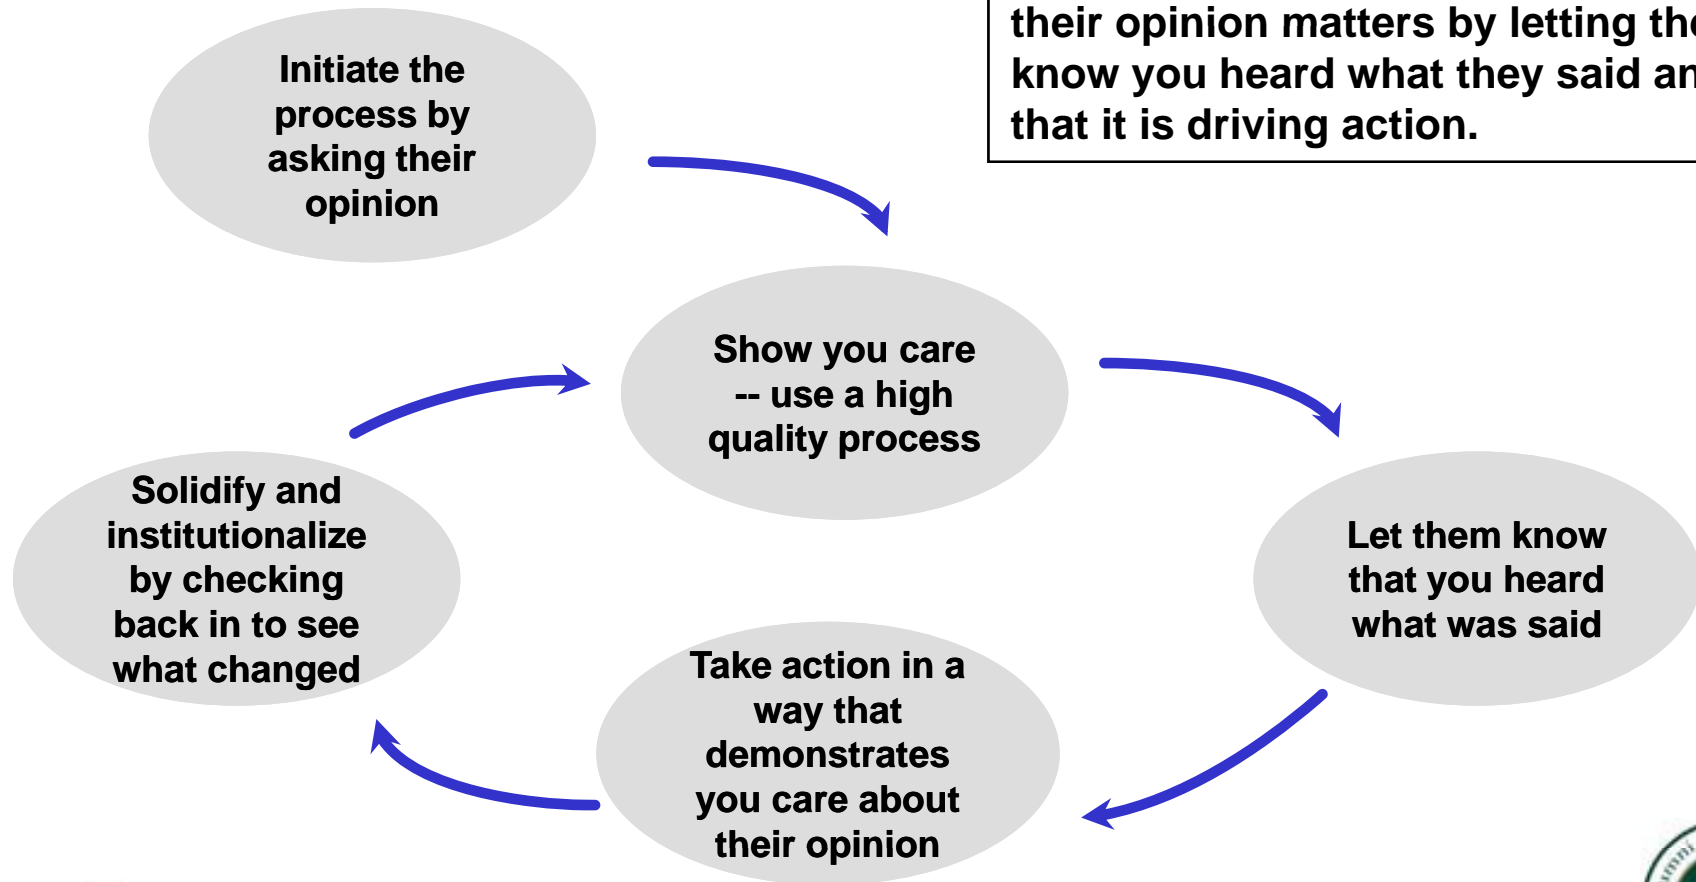 their opinion matters by letting
know you heard what they said
that it is driving action.
Initiate the
process by
asking their
opinion
Show you care
-- use a high
quality process
Let them know
that you heard
what was said
Take action in a
way that
demonstrates
you care about
their opinion
Solidify and
institutionalize
by checking
back in to see
what changed